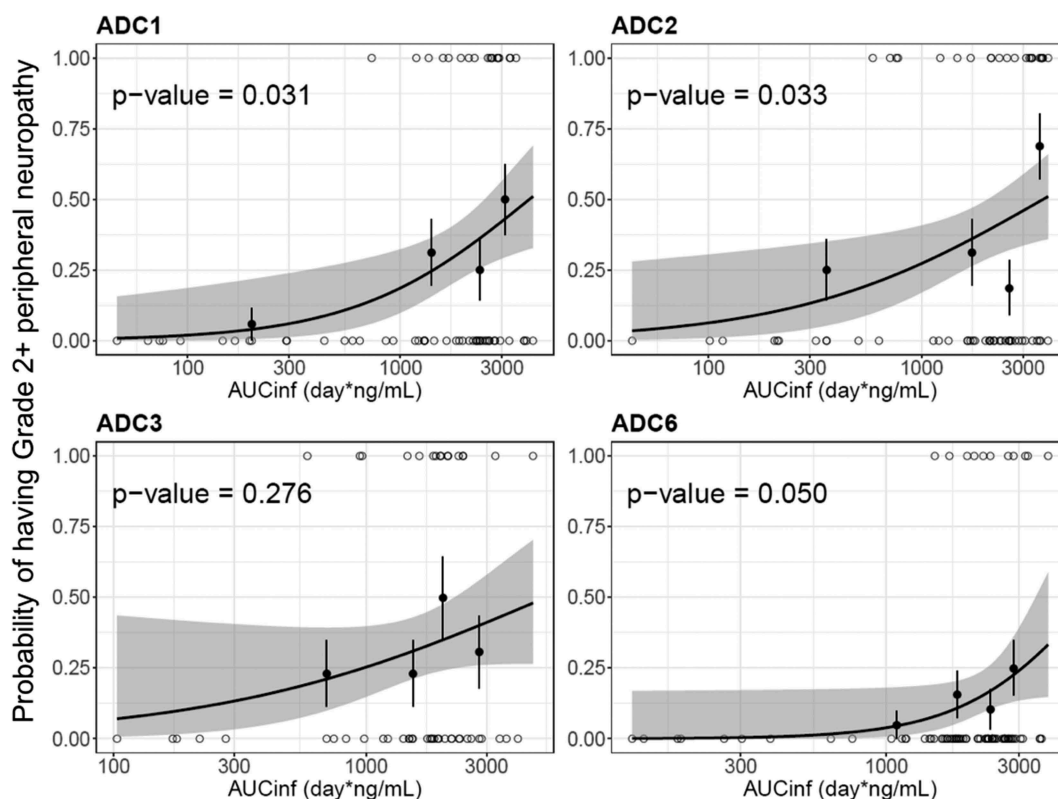 Probability of having Grade 2+ peripheral neuropathy
ADC1
p-value = 0.031
1.00
0.75
0.50
0.25
0.00
100
300
1000
3000
AUCinf (day*ng/mL)
ADC2
p-value = 0.033
1.00
0.75
0.50
0.25
0.00
100
300
1000
3000
AUCinf (day*ng/mL)
ADC3
p-value = 0.276
1.00
0.75
0.50
0.25
0.00
100
300
1000
3000
AUCinf (day*ng/mL)
ADC6
p-value = 0.050
1.00
0.75
0.50
0.25
0.00
300
1000
3000
AUCinf (day*ng/mL)